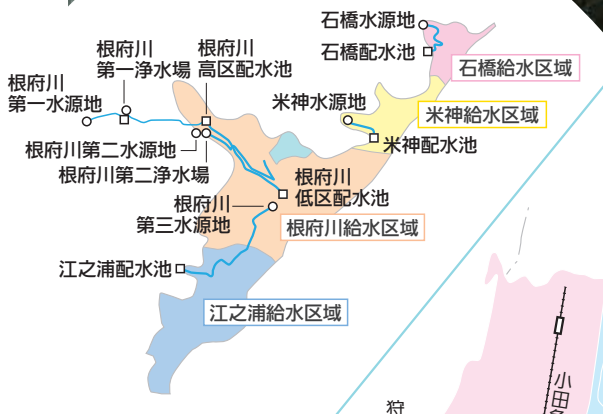 石橋水源地
石橋配水池
石橋給水区域
根府川
第一浄水場
根府川
高区配水池
根府川
第一水源地
米神水源地
米神給水区域
米神配水池
根府川第二水源地
根府川第二浄水場
根府川
低区配水池
根府川
第三水源地
根府川給水区域
江之浦配水池
江之浦給水区域
小田急
狩